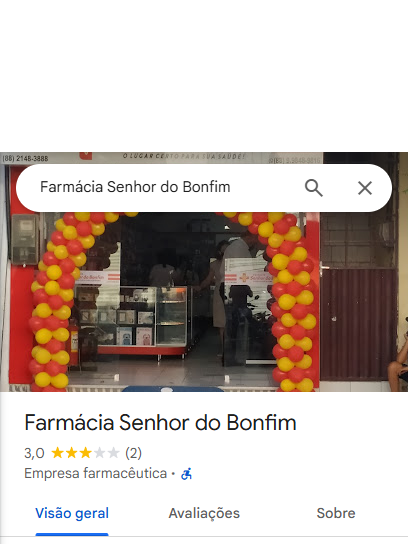 (88) 2148-3888
O LUGAR CERTO PARA SUA SAÚDE!
Farmácia Senhor do Bonfim
Farmácia Senhor do Bonfim
3,0 (2)
Empresa farmacêutica ·
Visão geral
Avaliações
Sobre